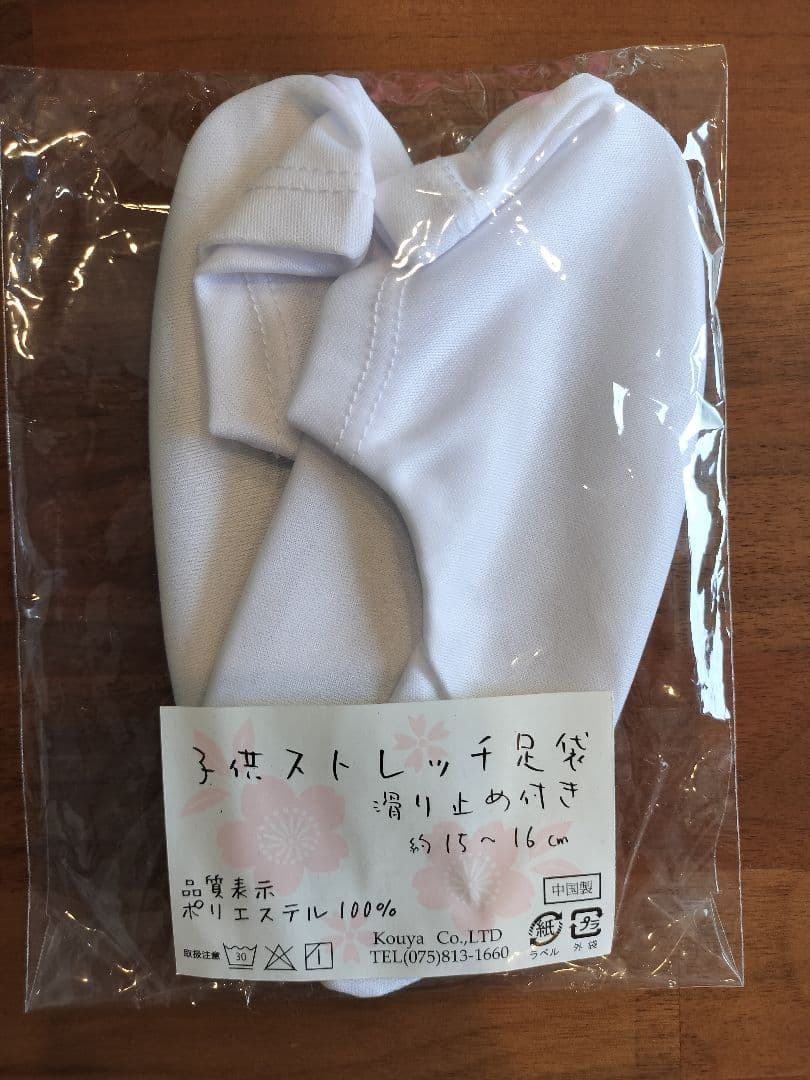 子供ストレッチ足袋
滑り止め付き
約15～16cm
品質表示
ポリエステル100%
中国製
取扱注意 30
Kouya Co.,LTD
TEL(075)813-1660
紙 プラ
ラベル 外袋